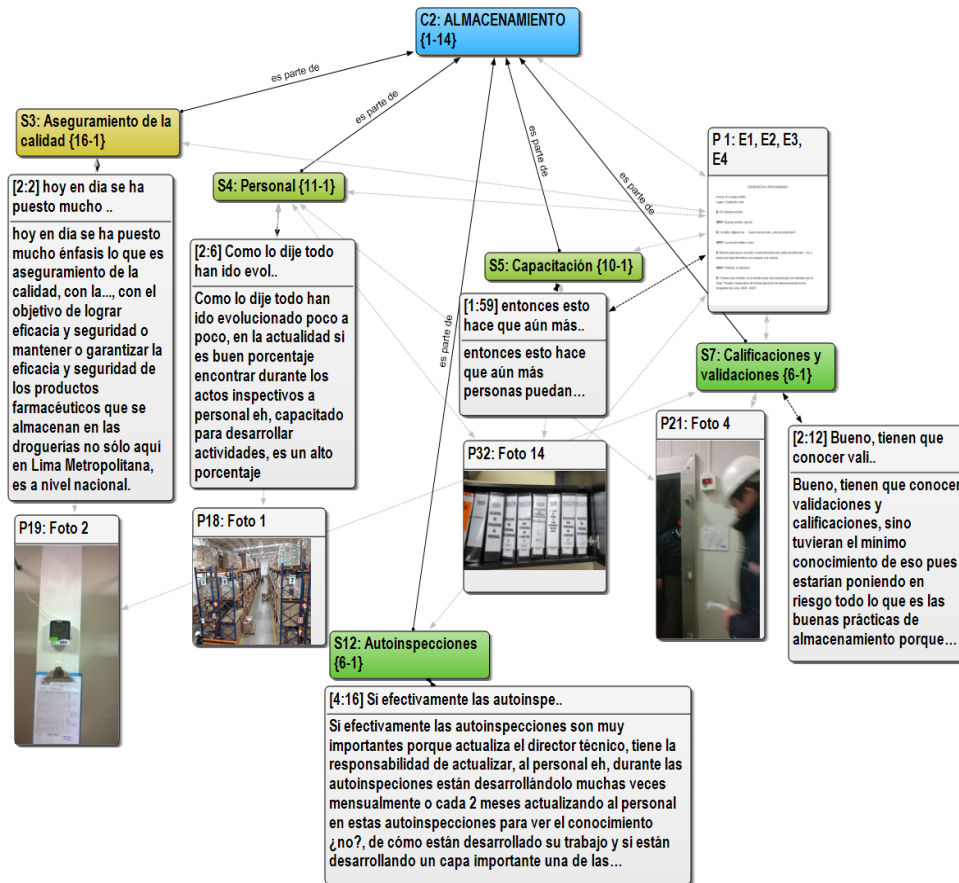 C2: ALMACENAMIENTO
{1-14}
es parte de
es parte de
es parte de
es parte de
es parte de
S3: Aseguramiento de la
calidad {16-1}
[2:2] hoy en dia se ha
puesto mucho ..
hoy en dia se ha puesto
mucho énfasis lo que es
aseguramiento de la
calidad, con la..., con el
objetivo de lograr
eficacia y seguridad o
mantener o garantizar la
eficacia y seguridad de
los productos
farmacéuticos que se
almacenan en las
droguerías no sólo aquí
en Lima Metropolitana,
es a nivel nacional.
P19: Foto 2
S4: Personal {11-1}
[2:6] Como lo dije todo
han ido evol..
Como lo dije todo han
ido evolucionado poco a
poco, en la actualidad si
es buen porcentaje
encontrar durante los
actos inspectivos a
personal eh, capacitado
para desarrollar
actividades, es un alto
porcentaje
P18: Foto 1
S5: Capacitación {10-1}
[1:59] entonces esto
hace que aún más..
entonces esto hace
que aún más
personas puedan...
P32: Foto 14
P 1: E1, E2, E3,
E4
S7: Calificaciones y
validaciones {6-1}
P21: Foto 4
[2:12] Bueno, tienen que
conocer vali..
Bueno, tienen que conocer
validaciones y
calificaciones, sino
tuvieran el mínimo
conocimiento de eso pues
estarían poniendo en
riesgo todo lo que es las
buenas prácticas de
almacenamiento porque...
S12: Autoinspecciones
{6-1}
[4:16] Si efectivamente las autoinspe..
Si efectivamente las autoinspecciones son muy
importantes porque actualiza el director técnico, tiene la
responsabilidad de actualizar, al personal eh, durante las
autoinspeciones están desarrollándolo muchas veces
mensualmente o cada 2 meses actualizando al personal
en estas autoinspecciones para ver el conocimiento
¿no?, de cómo están desarrollado su trabajo y si están
desarrollando un capa importante una de las...